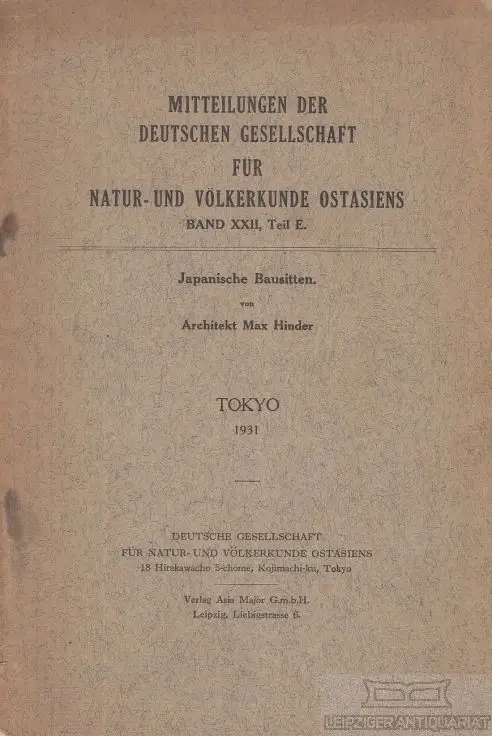 MITTEILUNGEN DER
DEUTSCHEN GESELLSCHAFT
FÜR
NATUR- UND VÖLKERKUNDE OSTASIENS
BAND XXII, Teil E.
Japanische Bausitten.
von
Architekt Max Hinder
TOKYO
1931
DEUTSCHE GESELLSCHAFT
FÜR NATUR- UND VÖLKERKUNDE OSTASIENS
18 Hirakawacho 5-chome, Kojimachi-ku, Tokyo
Verlag Asia Major G.m.b.H.
Leipzig, Liebigstrasse 6.
LEIPZIGER ANTIQUARIAT